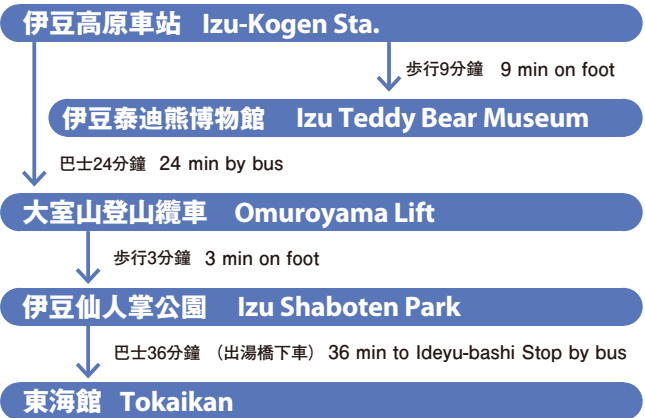 伊豆高原車站 Izu-Kogen Sta.
歩行9分鐘 9 min on foot
伊豆泰迪熊博物館 Izu Teddy Bear Museum
巴士24分鐘 24 min by bus
大室山登山纜車 Omuroyama Lift
歩行3分鐘 3 min on foot
伊豆仙人掌公園 Izu Shaboten Park
巴士36分鐘 （出湯橋下車） 36 min to Ideyu-bashi Stop by bus
東海館 Tokaikan